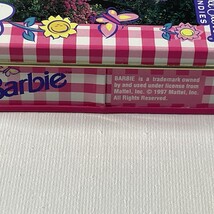 Barbie
BARBIE is a trademark owned
by and used under license from
Mattel, Inc. © 1997 Mattel, Inc.
All Rights Reserved.